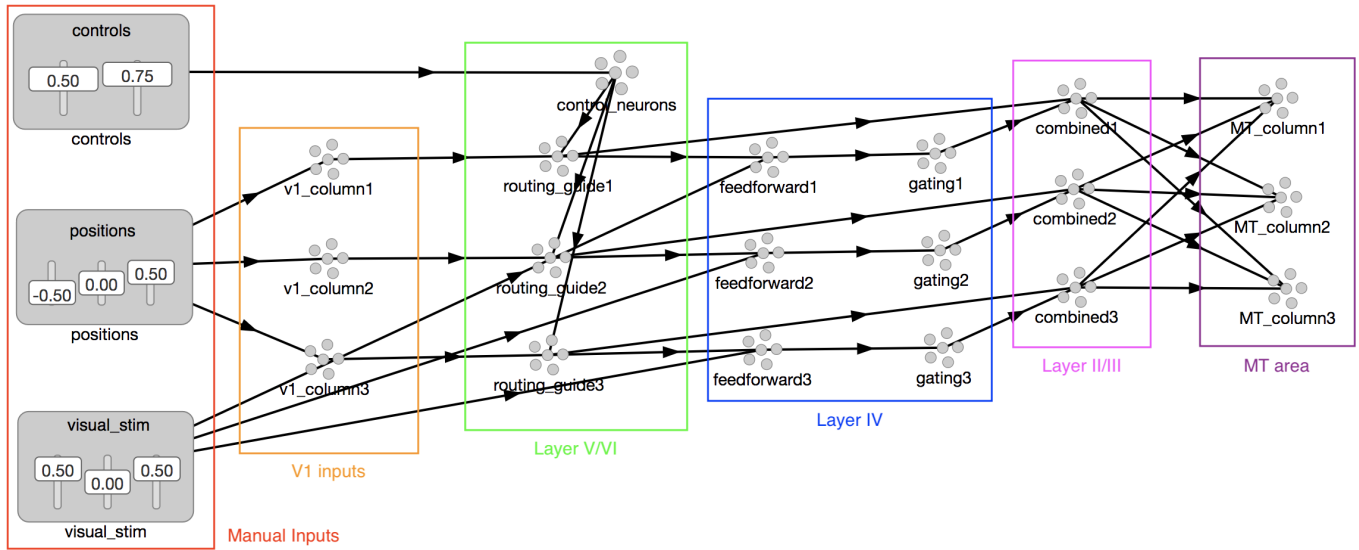 controls
0.50
0.75
controls
positions
-0.50
0.00
0.50
positions
visual_stim
0.50
0.00
0.50
visual_stim
Manual Inputs
v1_column1
v1_column2
v1_column3
V1 inputs
control_neurons
routing_guide1
routing_guide2
routing_guide3
Layer V/VI
feedforward1
feedforward2
feedforward3
gating1
gating2
gating3
Layer IV
combined1
combined2
combined3
Layer II/III
MT_column1
MT_column2
MT_column3
MT area